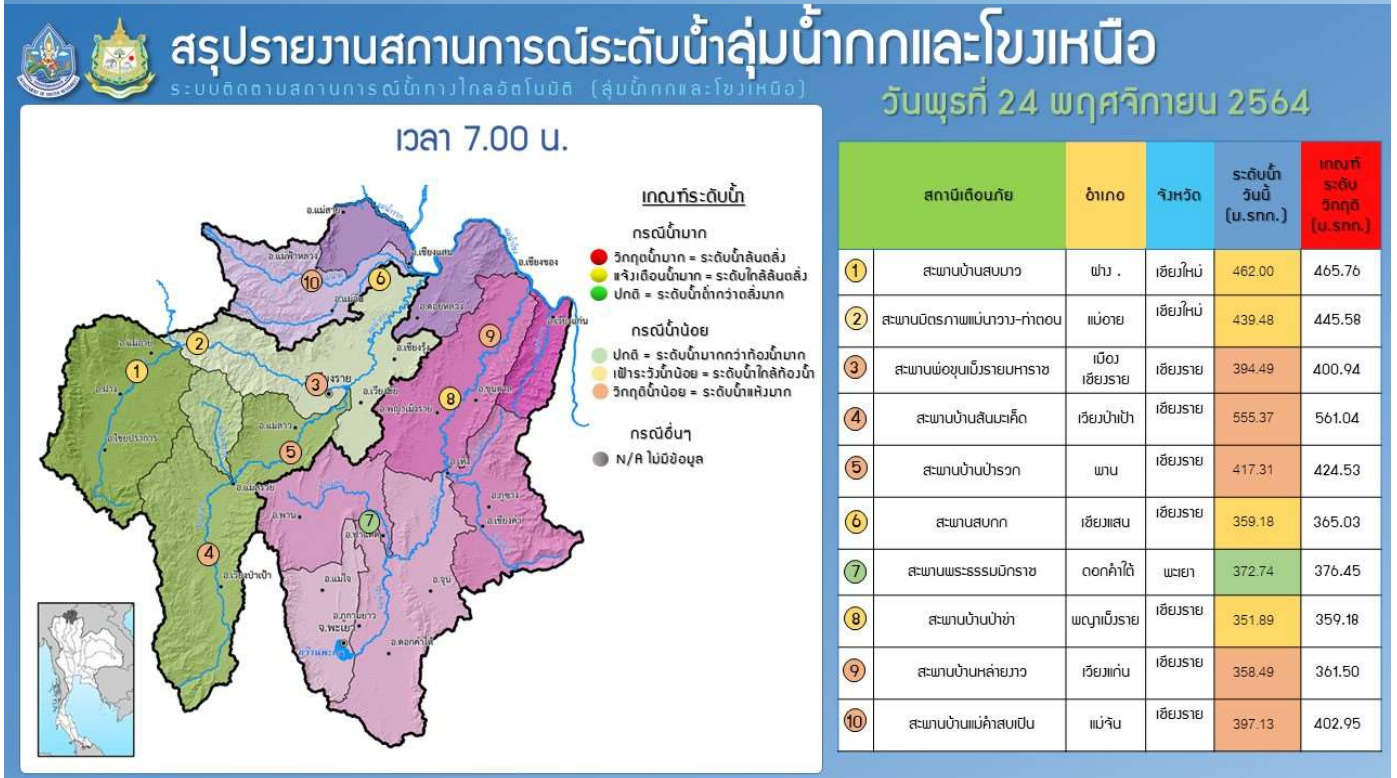 สรุปรายงานสถานการณ์ระดับน้ำลุ่มน้ำกกและโขงเหนือ
ระบบติดตามสถานการณ์น้ำทางไกลอัตโนมัติ (ลุ่มน้ำกกและโขงเหนือ)
วันพุธที่ 24 พฤศจิกายน 2564
เวลา 7.00 น.
เกณฑ์ระดับน้ำ
กรณีน้ำมาก
วิกฤตน้ำมาก = ระดับน้ำล้นตลิ่ง
แจ้งเตือนน้ำมาก = ระดับใกล้ล้นตลิ่ง
ปกติ = ระดับน้ำต่ำกว่าตลิ่งมาก
กรณีน้ำน้อย
ปกติ = ระดับน้ำมากกว่าท้องน้ำมาก
เฝ้าระวังน้ำน้อย = ระดับน้ำใกล้ท้องน้ำ
วิกฤติน้ำน้อย = ระดับน้ำแห้งมาก
กรณีอื่นๆ
N/A ไม่มีข้อมูล
อ.แม่สาย
อ.แม่ฟ้าหลวง
อ.เชียงแสน
อ.เชียงของ
10
6
อ.ดอยหลวง
อ.เวียงแก่น
9
2
อ.แม่อาย
อ.เชียงรุ้ง
1
3
อ.ฝาง
8
อ.ขุนตาล
อ.พญาเม็งราย
อ.แม่ลาว
อ.ไชยปราการ
5
อ.เทิง
อ.แม่สรวย
อ.ภูซาง
อ.พาน
7
อ.เชียงคำ
อ.ป่าแดด
4
อ.เวียงป่าเป้า
อ.แม่ใจ
อ.จุน
อ.ภูกามยาว
จ.พะเยา
อ.ดอกคำใต้
กว๊านพะเยา
สถานีเตือนภัย อำเภอ จังหวัด ระดับน้ำวันนี้ (ม.รทก.) เกณฑ์ระดับวิกฤติ (ม.รทก.)
1 สะพานบ้านสบมาว ฝาง . เชียงใหม่ 462.00 465.76
2 สะพานมิตรภาพแม่นาวาง-ท่าตอน แม่อาย เชียงใหม่ 439.48 445.58
3 สะพานพ่อขุนเม็งรายมหาราช เมืองเชียงราย เชียงราย 394.49 400.94
4 สะพานบ้านสันมะเค็ด เวียงป่าเป้า เชียงราย 555.37 561.04
5 สะพานบ้านป่ารวก พาน เชียงราย 417.31 424.53
6 สะพานสบกก เชียงแสน เชียงราย 359.18 365.03
7 สะพานพระธรรมมิกราช ดอกคำใต้ พะเยา 372.74 376.45
8 สะพานบ้านป่าข่า พญาเม็งราย เชียงราย 351.89 359.18
9 สะพานบ้านหล่ายงาว เวียงแก่น เชียงราย 358.49 361.50
10 สะพานบ้านแม่คำสบเปิน แม่จัน เชียงราย 397.13 402.95